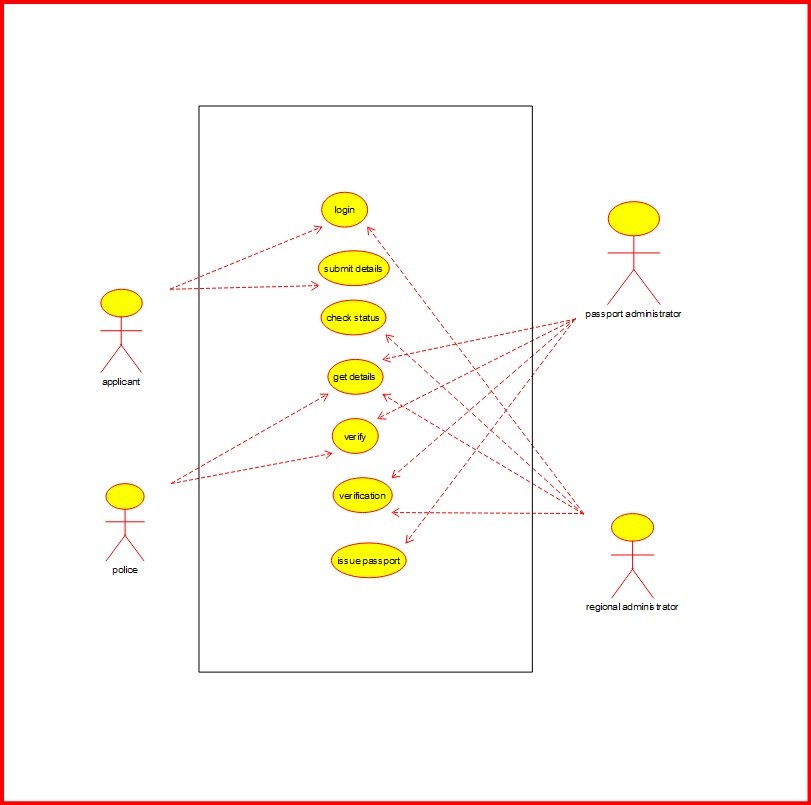 login
submit details
check status
get details
verify
verification
issue passport
applicant
police
passport administrator
regional administrator